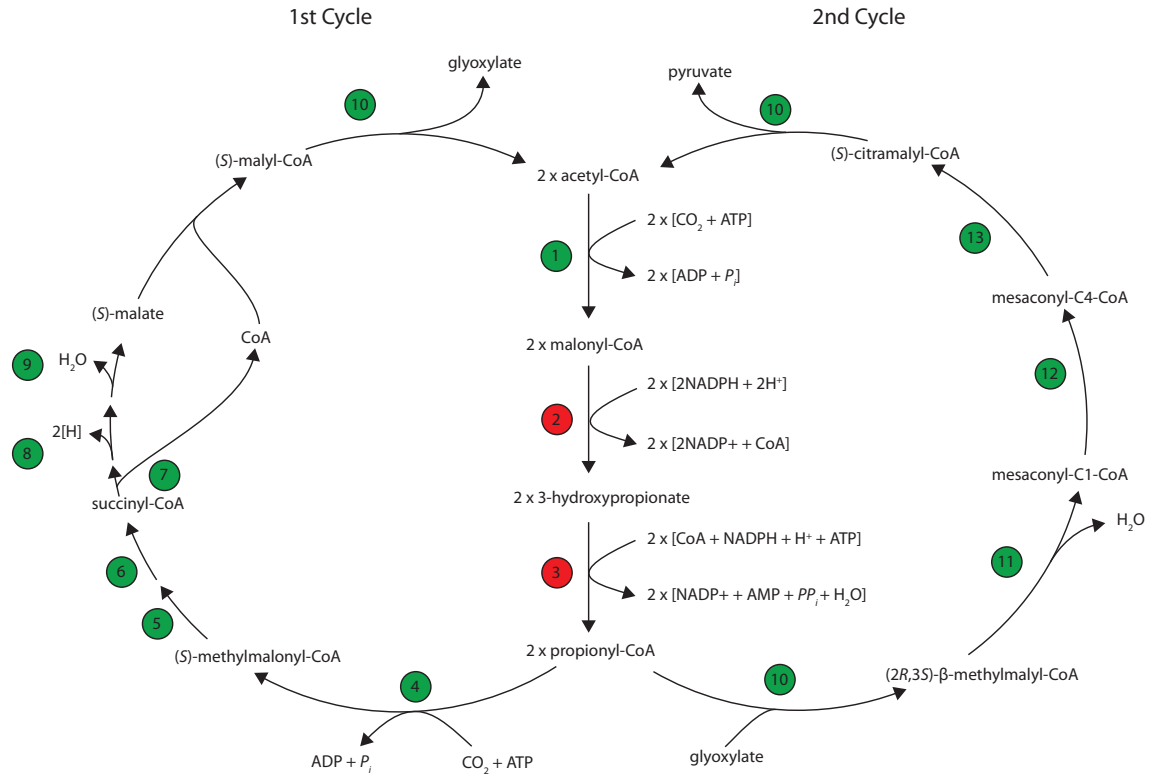 1st Cycle
2nd Cycle
glyoxylate
pyruvate
10
10
(S)-malyl-CoA
(S)-citramalyl-CoA
2 x acetyl-CoA
2 x [CO₂ + ATP]
13
1
2 x [ADP + Pᵢ]
mesaconyl-C4-CoA
(S)-malate
CoA
2 x malonyl-CoA
9
H₂O
12
2 x [2NADPH + 2H⁺]
2
2 x [2NADP+ + CoA]
8
2[H]
7
mesaconyl-C1-CoA
succinyl-CoA
2 x 3-hydroxypropionate
H₂O
2 x [CoA + NADPH + H⁺ + ATP]
11
6
3
2 x [NADP+ + AMP + PPᵢ + H₂O]
5
(S)-methylmalonyl-CoA
2 x propionyl-CoA
(2R,3S)-β-methylmalyl-CoA
4
10
glyoxylate
ADP + Pᵢ
CO₂ + ATP